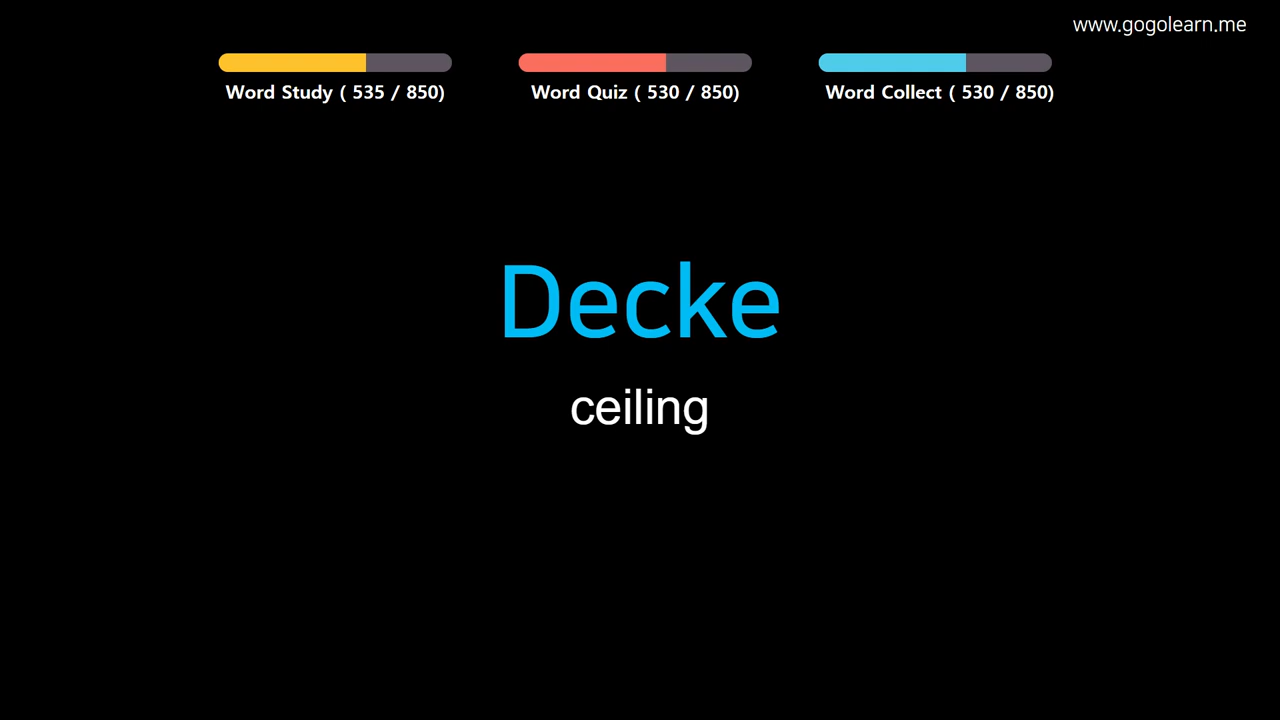 www.gogolearn.me
Word Study ( 535 / 850)
Word Quiz ( 530 / 850)
Word Collect ( 530 / 850)
Decke
ceiling